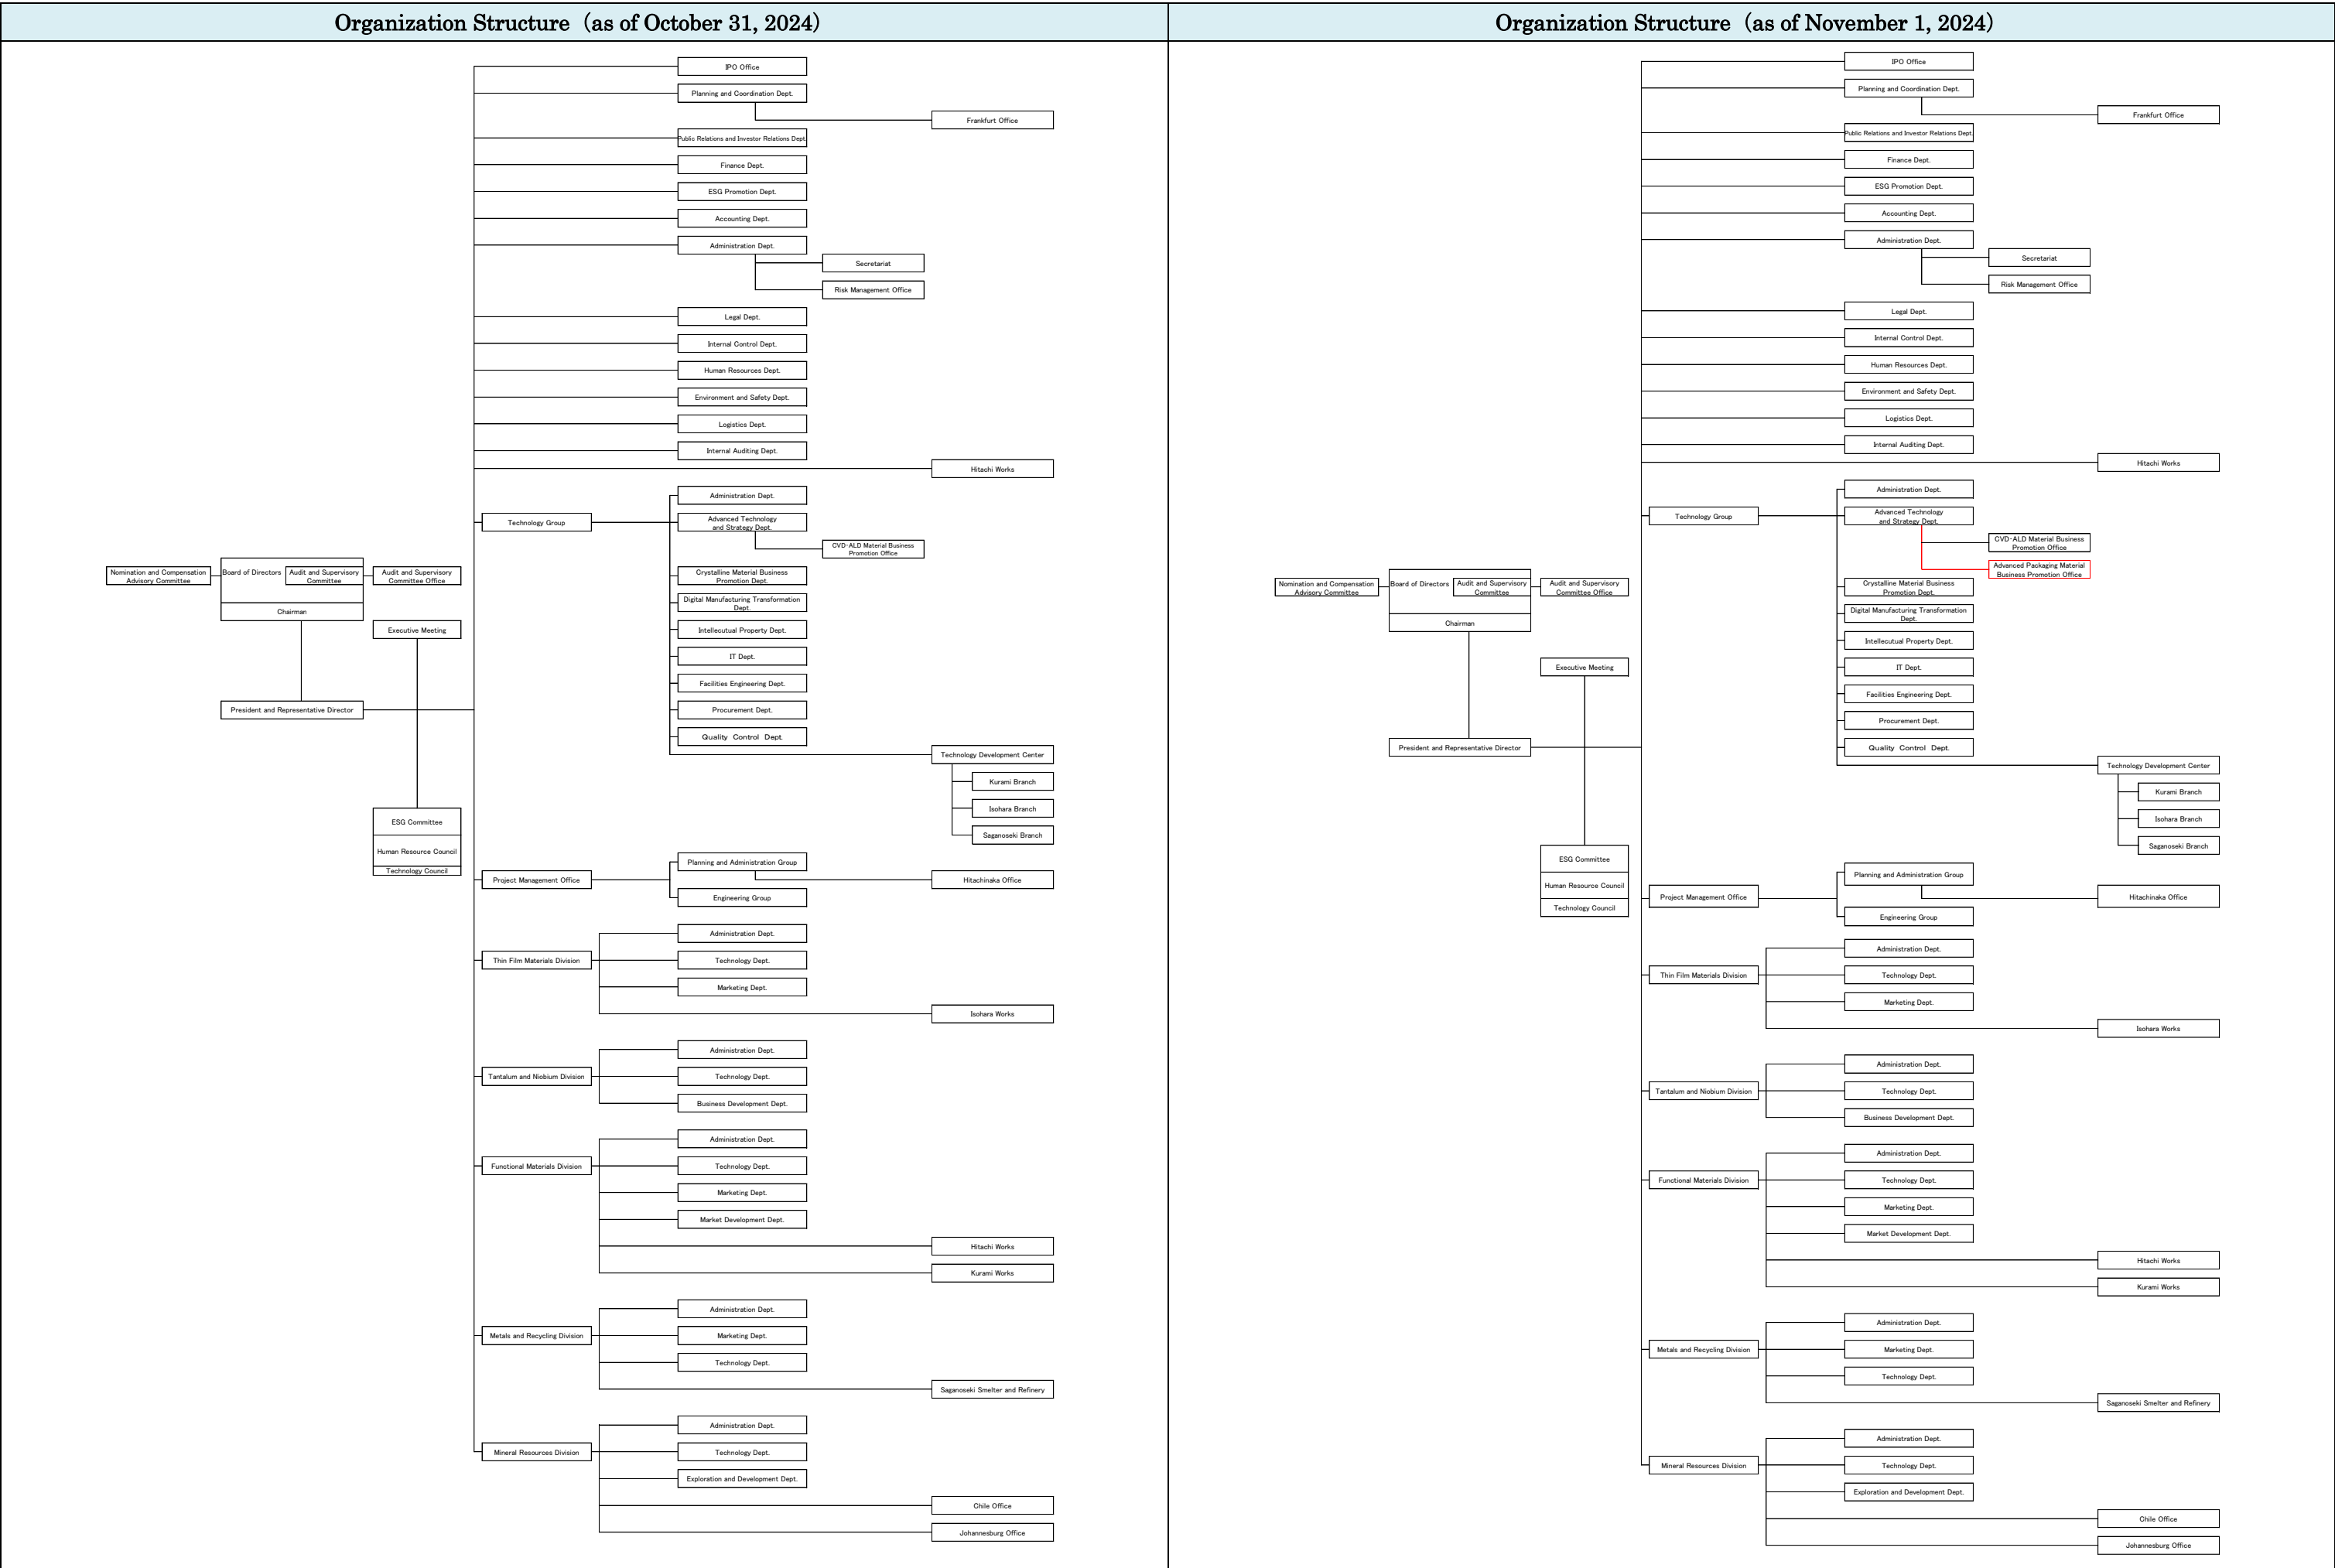 Organization Structure (as of October 31, 2024)
IPO Office
Planning and Coordination Dept.
Frankfurt Office
Public Relations and Investor Relations Dept.
Finance Dept.
ESG Promotion Dept.
Accounting Dept.
Administration Dept.
Secretariat
Risk Management Office
Legal Dept.
Internal Control Dept.
Human Resources Dept.
Environment and Safety Dept.
Logistics Dept.
Internal Auditing Dept.
Hitachi Works
Administration Dept.
Technology Group
Advanced Technology
and Strategy Dept.
CVD·ALD Material Business
Promotion Office
Nomination and Compensation
Advisory Committee
Board of Directors
Audit and Supervisory
Committee
Audit and Supervisory
Committee Office
Crystalline Material Business
Promotion Dept.
Chairman
Digital Manufacturing Transformation
Dept.
Executive Meeting
Intellecutual Property Dept.
IT Dept.
Facilities Engineering Dept.
President and Representative Director
Procurement Dept.
Quality Control Dept.
Technology Development Center
Kurami Branch
Isohara Branch
Saganoseki Branch
ESG Committee
Human Resource Council
Technology Council
Planning and Administration Group
Project Management Office
Hitachinaka Office
Engineering Group
Administration Dept.
Thin Film Materials Division
Technology Dept.
Marketing Dept.
Isohara Works
Administration Dept.
Tantalum and Niobium Division
Technology Dept.
Business Development Dept.
Administration Dept.
Functional Materials Division
Technology Dept.
Marketing Dept.
Market Development Dept.
Hitachi Works
Kurami Works
Administration Dept.
Metals and Recycling Division
Marketing Dept.
Technology Dept.
Saganoseki Smelter and Refinery
Administration Dept.
Mineral Resources Division
Technology Dept.
Exploration and Development Dept.
Chile Office
Johannesburg Office
Organization Structure (as of November 1, 2024)
IPO Office
Planning and Coordination Dept.
Frankfurt Office
Public Relations and Investor Relations Dept.
Finance Dept.
ESG Promotion Dept.
Accounting Dept.
Administration Dept.
Secretariat
Risk Management Office
Legal Dept.
Internal Control Dept.
Human Resources Dept.
Environment and Safety Dept.
Logistics Dept.
Internal Auditing Dept.
Hitachi Works
Administration Dept.
Technology Group
Advanced Technology
and Strategy Dept.
CVD·ALD Material Business
Promotion Office
Advanced Packaging Material
Business Promotion Office
Nomination and Compensation
Advisory Committee
Board of Directors
Audit and Supervisory
Committee
Audit and Supervisory
Committee Office
Crystalline Material Business
Promotion Dept.
Chairman
Digital Manufacturing Transformation
Dept.
Intellecutual Property Dept.
Executive Meeting
IT Dept.
Facilities Engineering Dept.
Procurement Dept.
President and Representative Director
Quality Control Dept.
Technology Development Center
Kurami Branch
Isohara Branch
Saganoseki Branch
ESG Committee
Human Resource Council
Technology Council
Planning and Administration Group
Project Management Office
Hitachinaka Office
Engineering Group
Administration Dept.
Thin Film Materials Division
Technology Dept.
Marketing Dept.
Isohara Works
Administration Dept.
Tantalum and Niobium Division
Technology Dept.
Business Development Dept.
Administration Dept.
Functional Materials Division
Technology Dept.
Marketing Dept.
Market Development Dept.
Hitachi Works
Kurami Works
Administration Dept.
Metals and Recycling Division
Marketing Dept.
Technology Dept.
Saganoseki Smelter and Refinery
Administration Dept.
Mineral Resources Division
Technology Dept.
Exploration and Development Dept.
Chile Office
Johannesburg Office